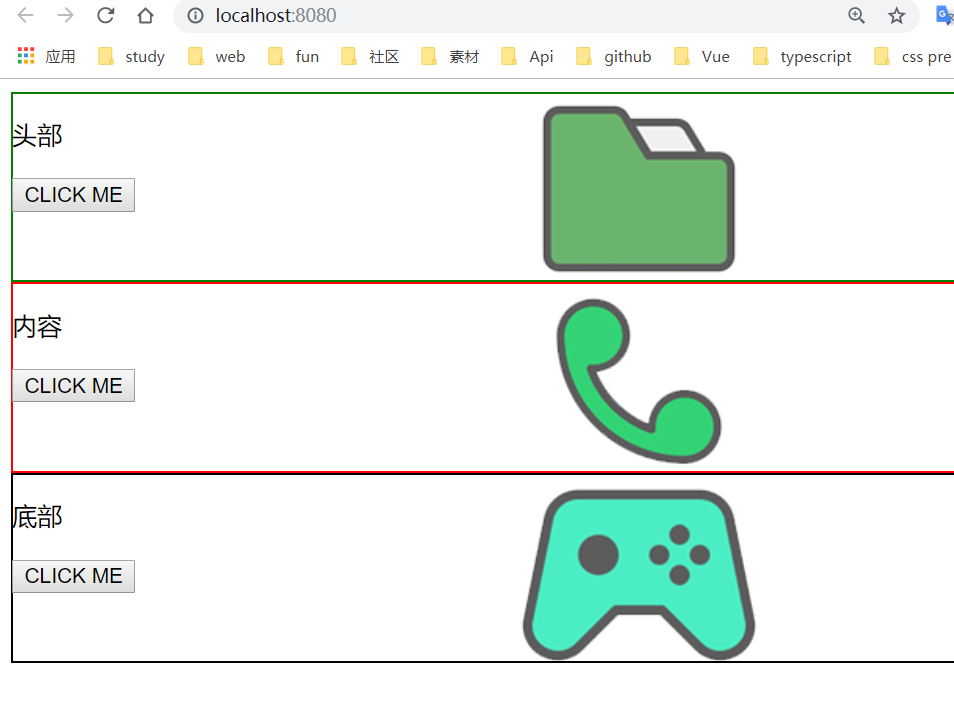 localhost:8080
应用 study web fun 社区 素材 Api github Vue typescript css pre
头部
CLICK ME
内容
CLICK ME
底部
CLICK ME